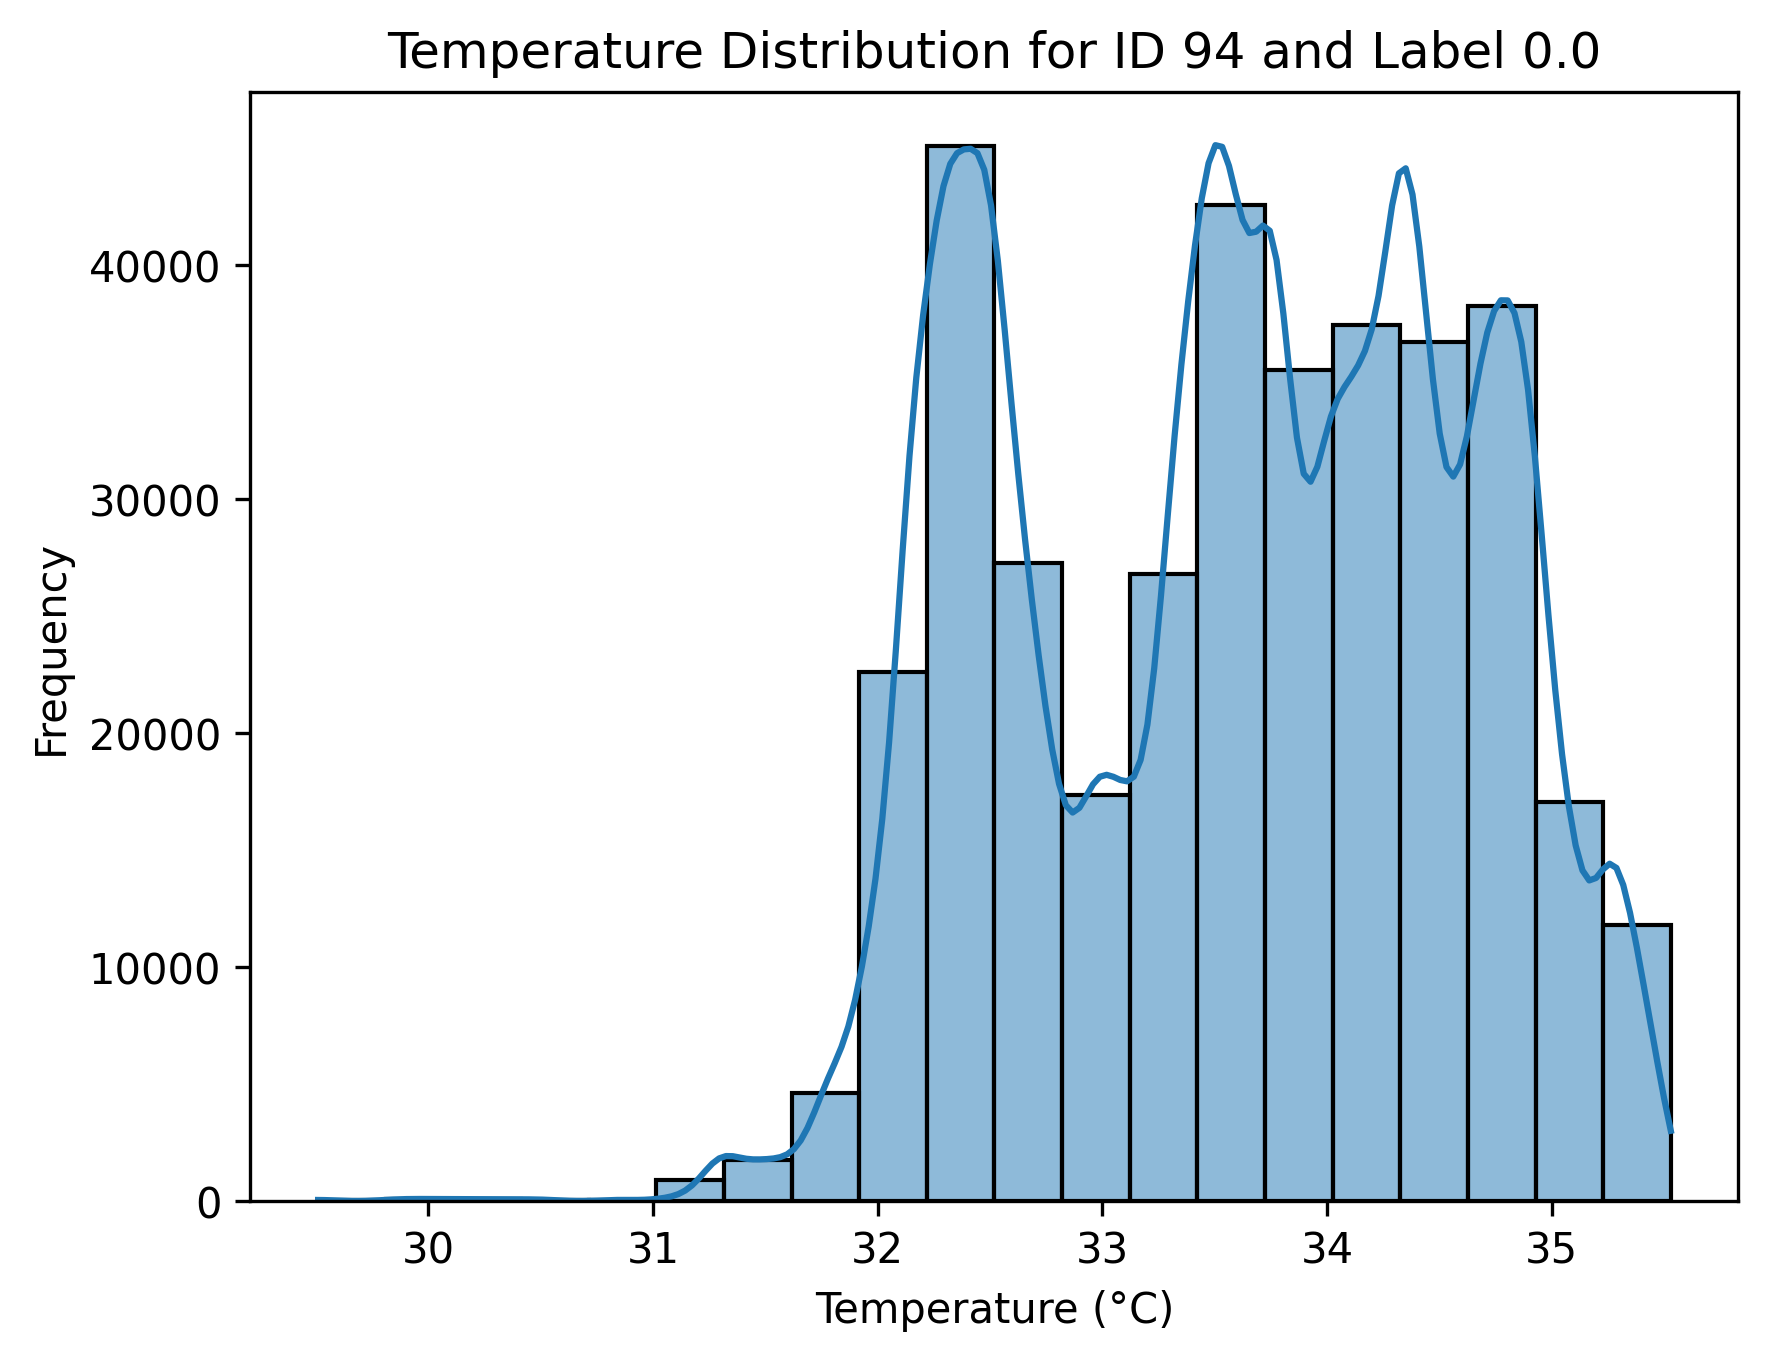 Temperature Distribution for ID 94 and Label 0.0
Frequency
40000
30000
20000
10000
0
30 31 32 33 34 35
Temperature (°C)